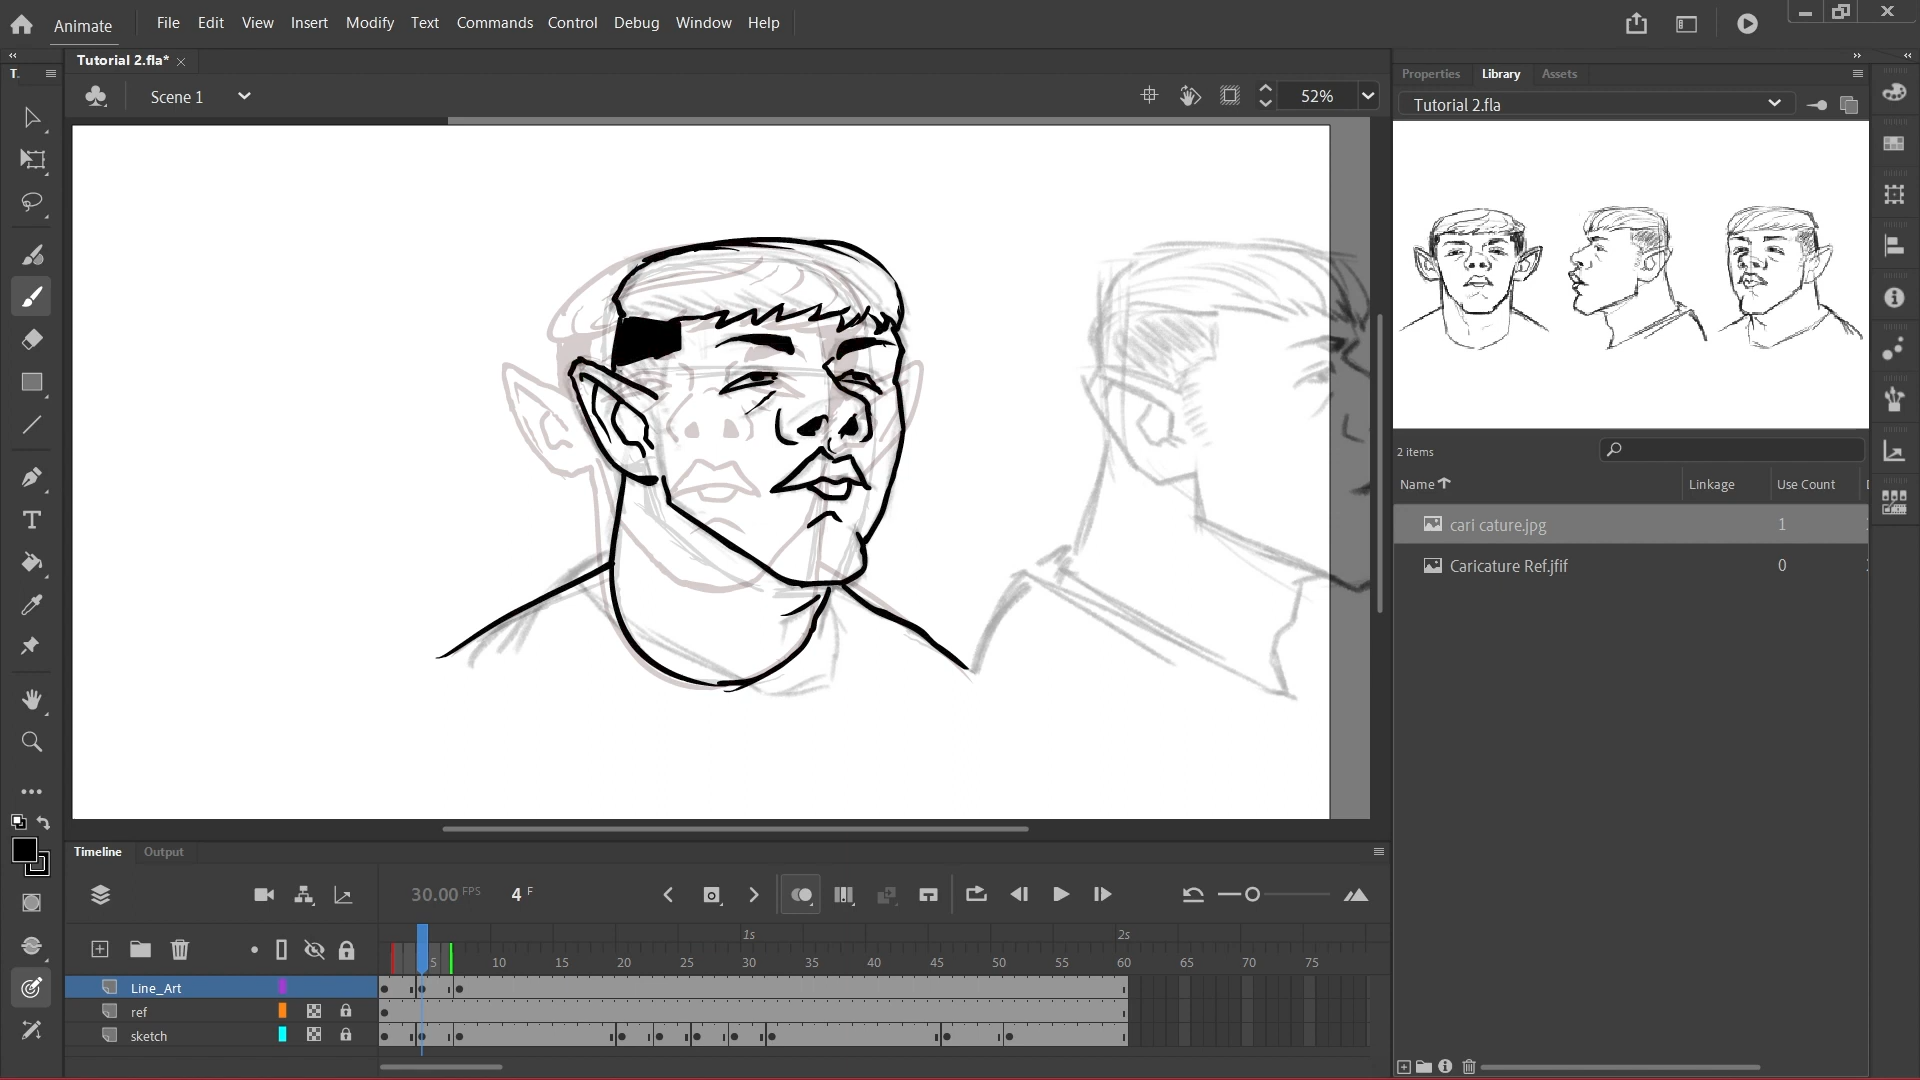 Animate File Edit View Insert Modify Text Commands Control Debug Window Help
T. Tutorial 2.fla* Properties Library Assets
Scene 1 52% Tutorial 2.fla
2 items
Name Linkage Use Count
cari cature.jpg 1
Caricature Ref.jfif 0
Timeline Output
30.00 FPS 4 F
1s 2s
5 10 15 20 25 30 35 40 45 50 55 60 65 70 75
Line_Art
ref
sketch